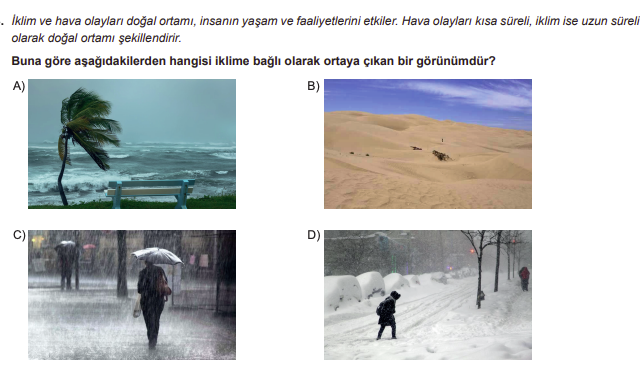 . İklim ve hava olayları doğal ortamı, insanın yaşam ve faaliyetlerini etkiler. Hava olayları kısa süreli, iklim ise uzun süreli
olarak doğal ortamı şekillendirir.
Buna göre aşağıdakilerden hangisi iklime bağlı olarak ortaya çıkan bir görünümdür?
A)
B)
C)
D)